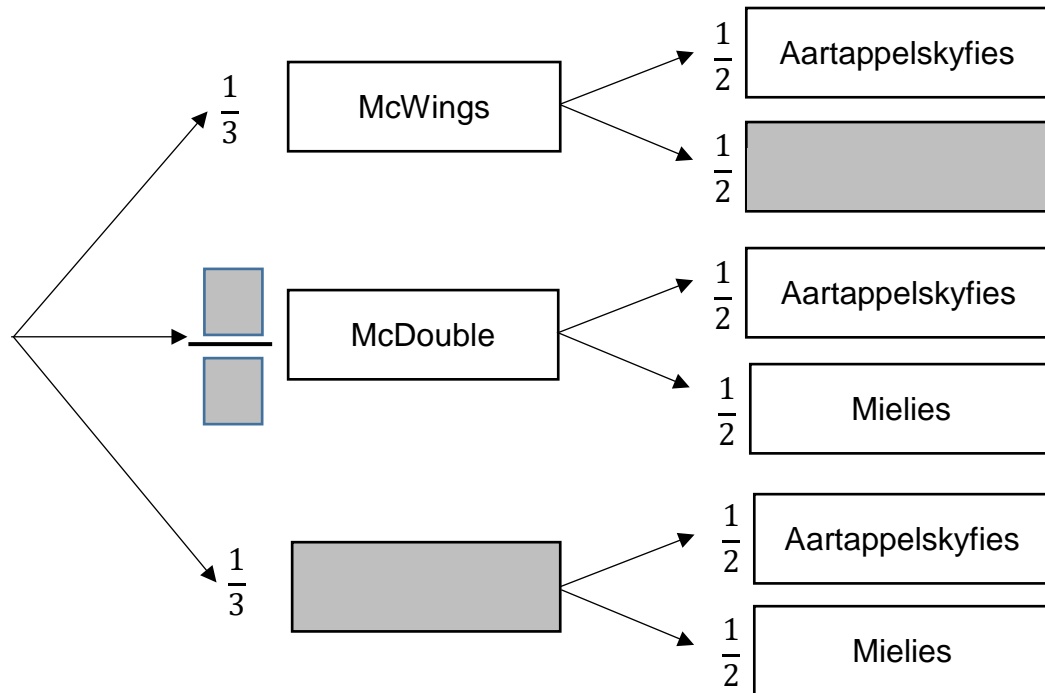 1/2 Aartappelskyfies
1/3 McWings
1/2
1/2 Aartappelskyfies
McDouble
1/2 Mielies
1/2 Aartappelskyfies
1/3
1/2 Mielies